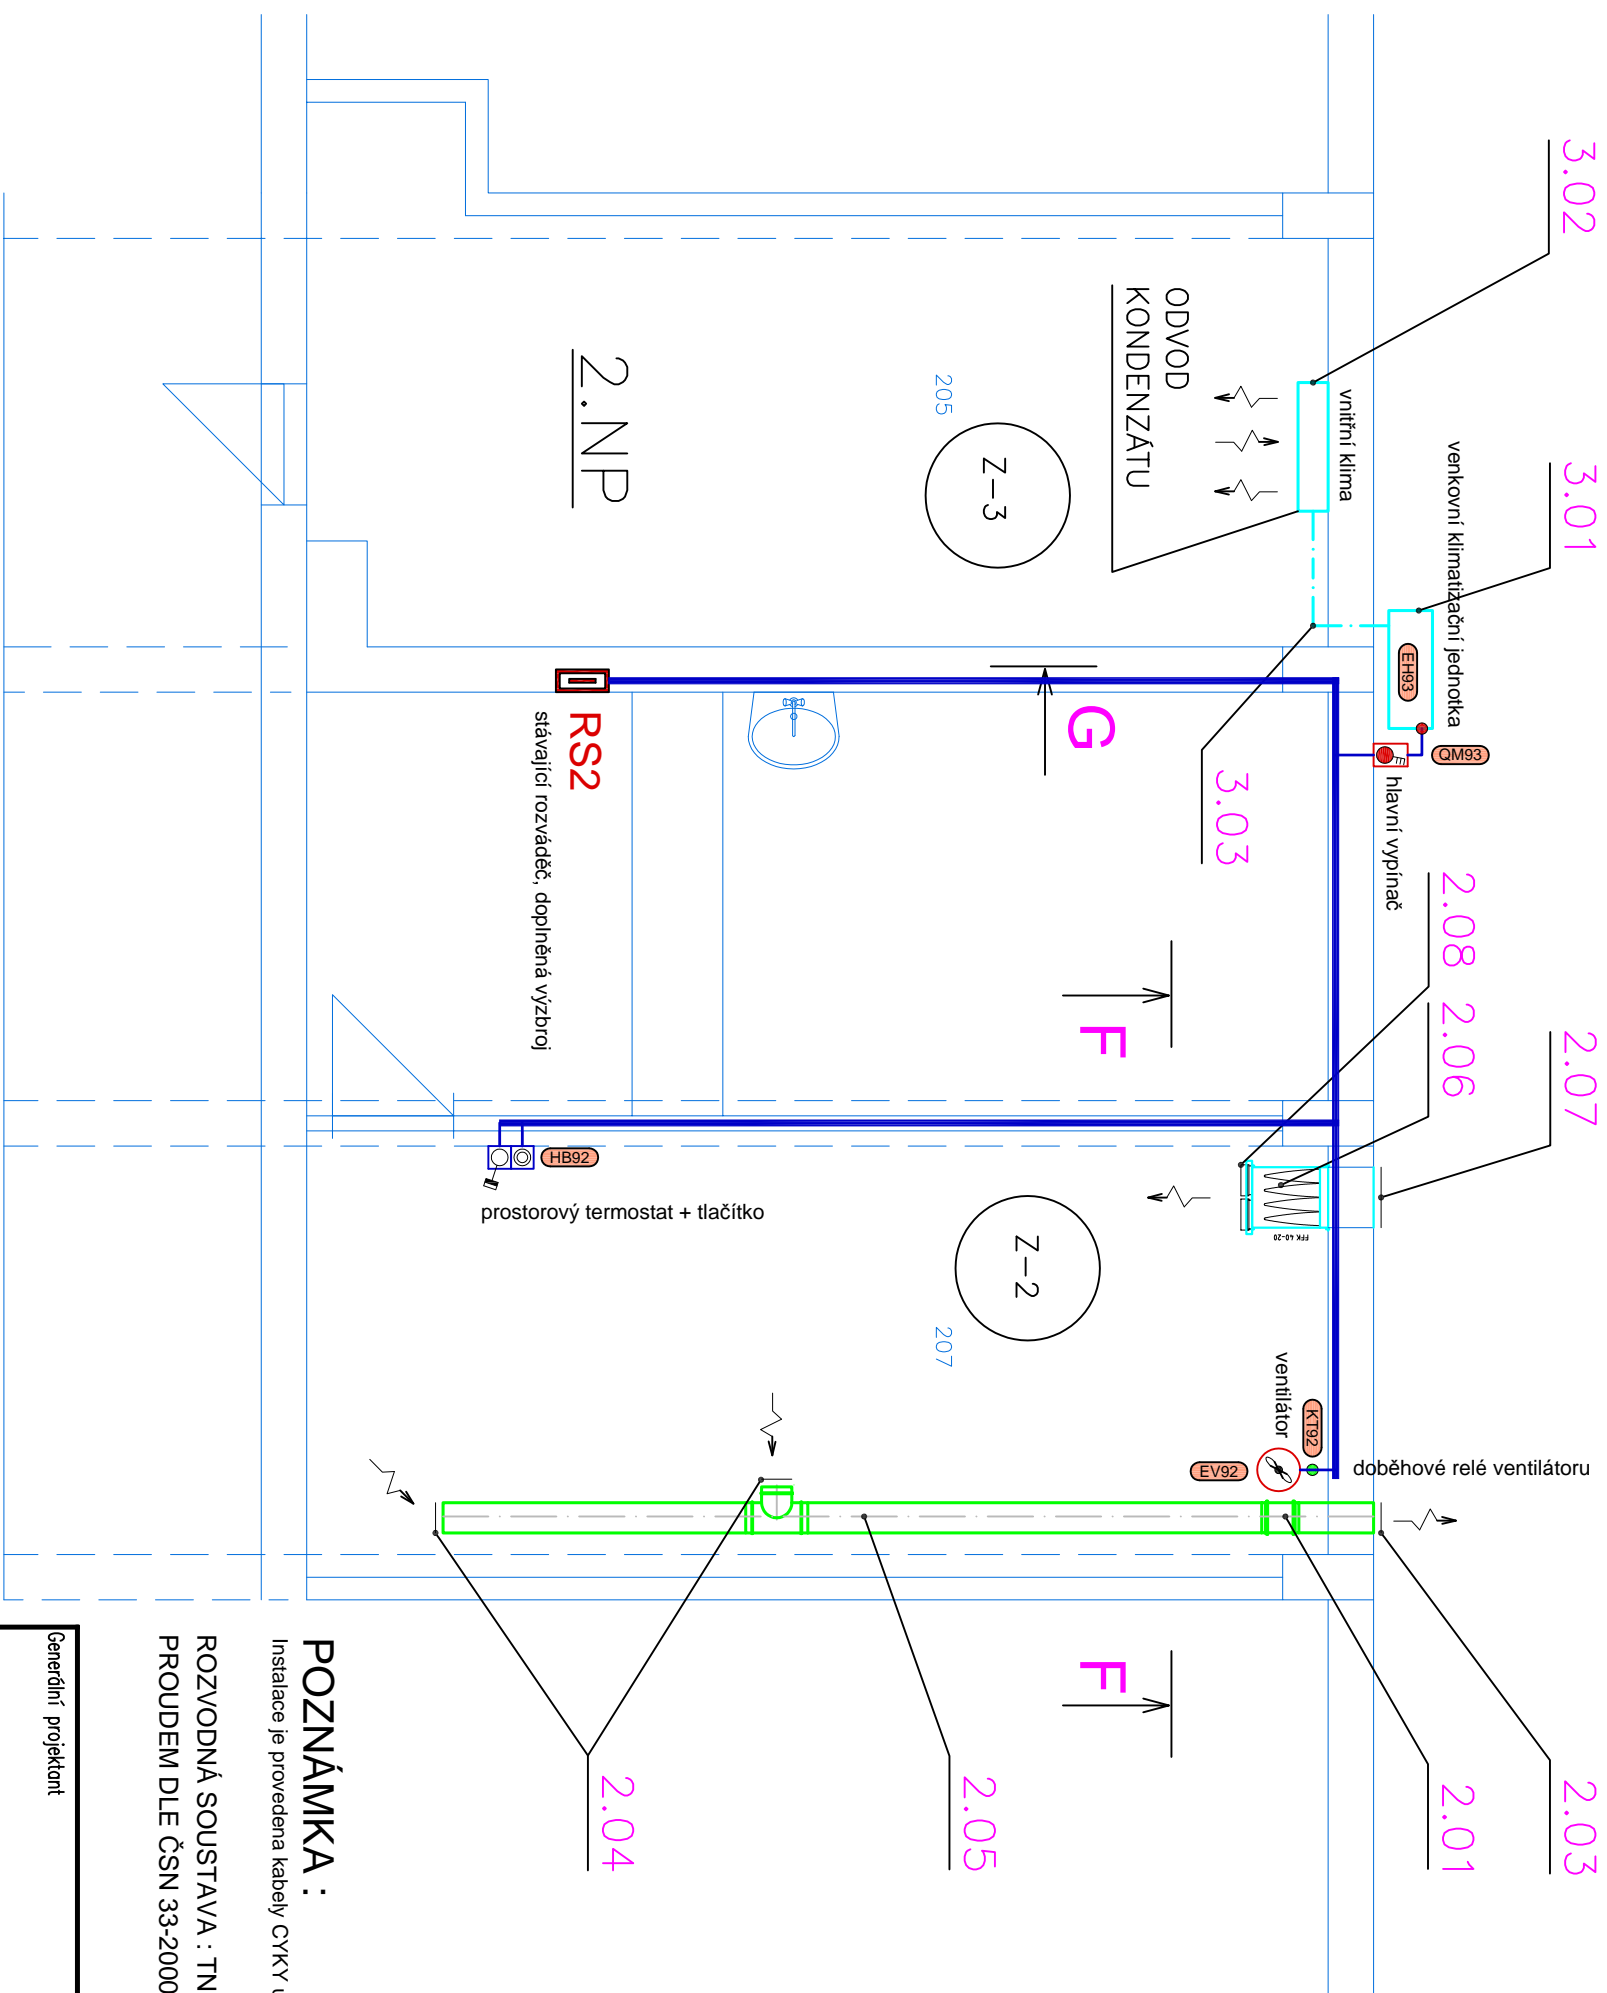 3.02
3.01
2.07
2.03
venkovní klimatizační jednotka
2.08
2.06
2.01
vnitřní klima
EH93
QM93
hlavní vypínač
doběhové relé ventilátoru
KT92
ventilátor
EV92
FFK 40-20
ODVOD
KONDENZÁTU
3.03
G
F
F
Z-3
205
Z-2
207
2.05
2.04
2.NP
RS2
stávající rozváděč, doplněná výzbroj
HB92
prostorový termostat + tlačítko
POZNÁMKA :
Instalace je provedena kabely CYKY
ROZVODNÁ SOUSTAVA : TN
PROUDEM DLE ČSN 33-2000
Generální projektant